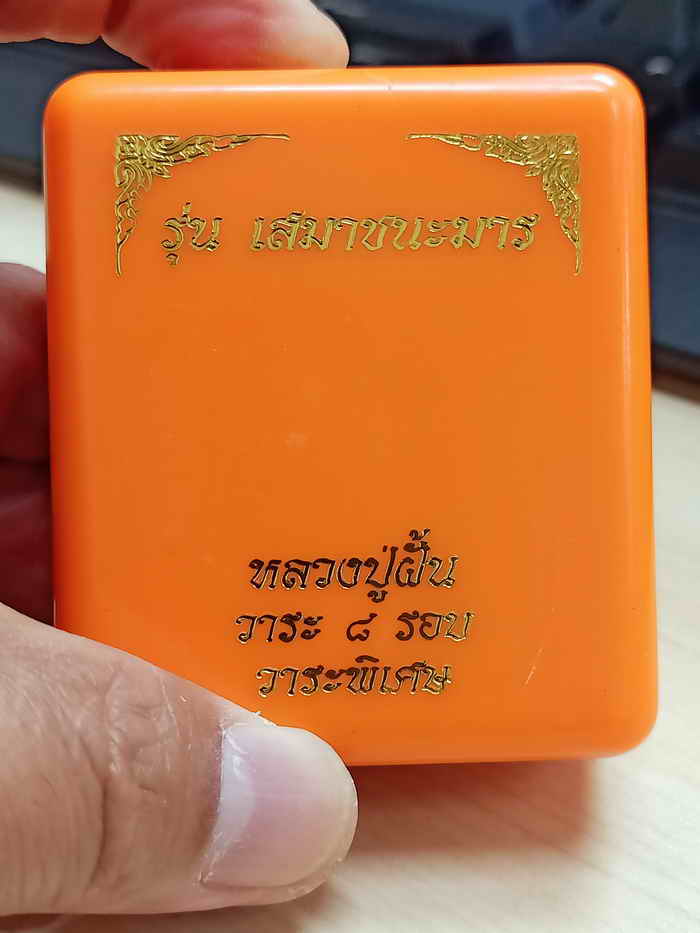 รุ่น เสมาชนะมาร
หลวงปู่ฝั้น
วาระ ๘ รอบ
วาระพิเศษ